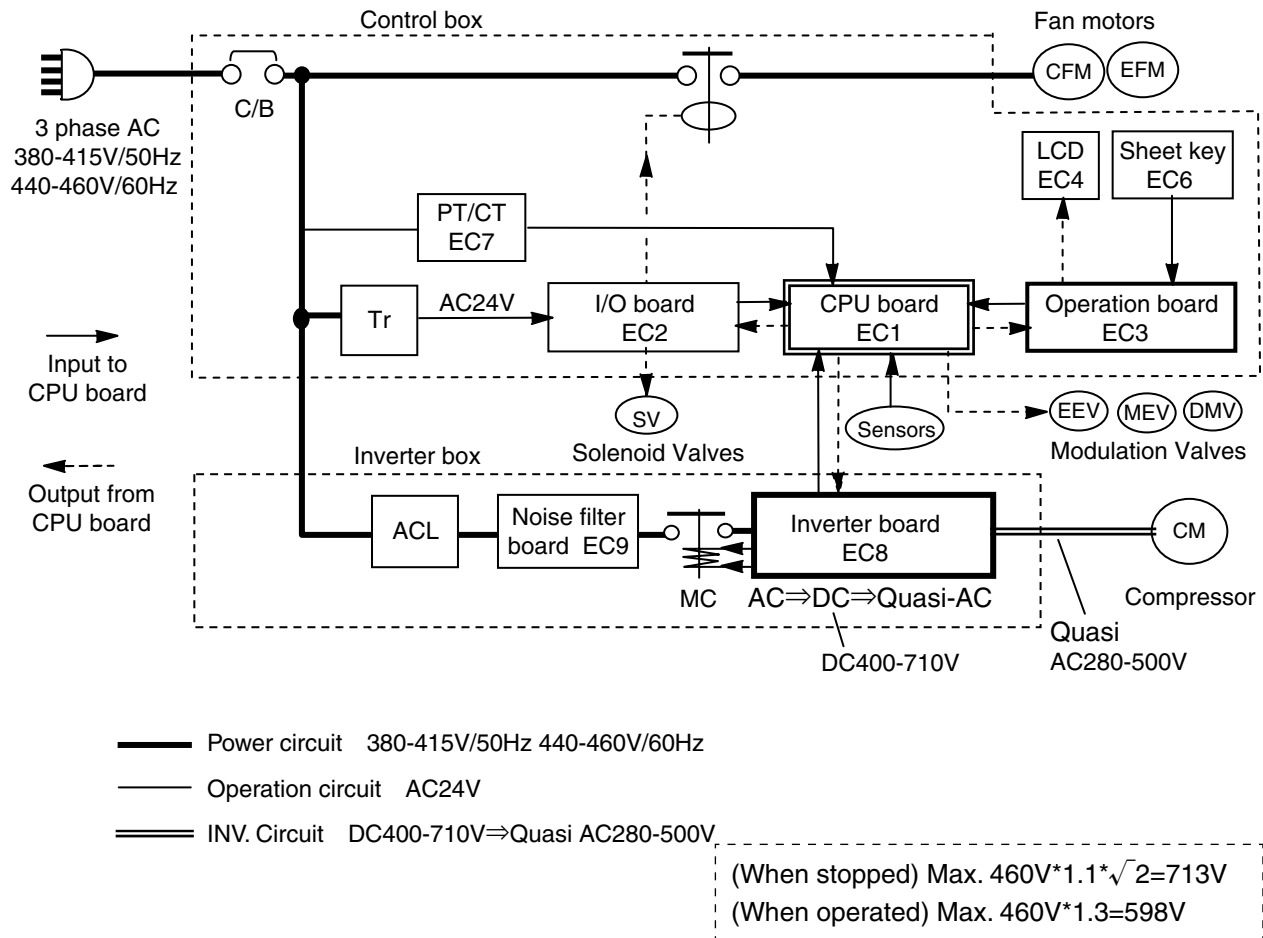 Control box
Fan motors
CFM
EFM
C/B
3 phase AC
380-415V/50Hz
440-460V/60Hz
LCD
EC4
Sheet key
EC6
PT/CT
EC7
Tr
AC24V
I/O board
EC2
CPU board
EC1
Operation board
EC3
Input to
CPU board
SV
Solenoid Valves
Sensors
EEV
MEV
DMV
Modulation Valves
Output from
CPU board
Inverter box
ACL
Noise filter
board EC9
MC
Inverter board
EC8
AC⇒DC⇒Quasi-AC
DC400-710V
CM
Compressor
Quasi
AC280-500V
Power circuit 380-415V/50Hz 440-460V/60Hz
Operation circuit AC24V
INV. Circuit DC400-710V⇒Quasi AC280-500V
(When stopped) Max. 460V*1.1*√2=713V
(When operated) Max. 460V*1.3=598V